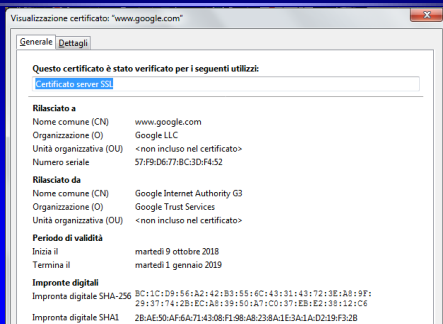 Visualizzazione certificato: "www.google.com"
Generale Dettagli
Questo certificato è stato verificato per i seguenti utilizzi:
Certificato server SSL
Rilasciato a
Nome comune (CN) www.google.com
Organizzazione (O) Google LLC
Unità organizzativa (OU) <non incluso nel certificato>
Numero seriale 57:F9:D6:77:BC:3D:F4:52
Rilasciato da
Nome comune (CN) Google Internet Authority G3
Organizzazione (O) Google Trust Services
Unità organizzativa (OU) <non incluso nel certificato>
Periodo di validità
Inizia il martedì 9 ottobre 2018
Termina il martedì 1 gennaio 2019
Impronte digitali
Impronta digitale SHA-256 BC:1C:D9:56:A2:42:B3:55:6C:43:31:43:72:3E:A8:9F:
29:37:74:2B:EC:A8:39:50:A7:C0:37:EB:E2:38:12:C6
Impronta digitale SHA1 2B:AE:50:AF:6A:71:43:08:F1:98:A8:23:8A:1E:3A:1A:D2:19:F3:2B